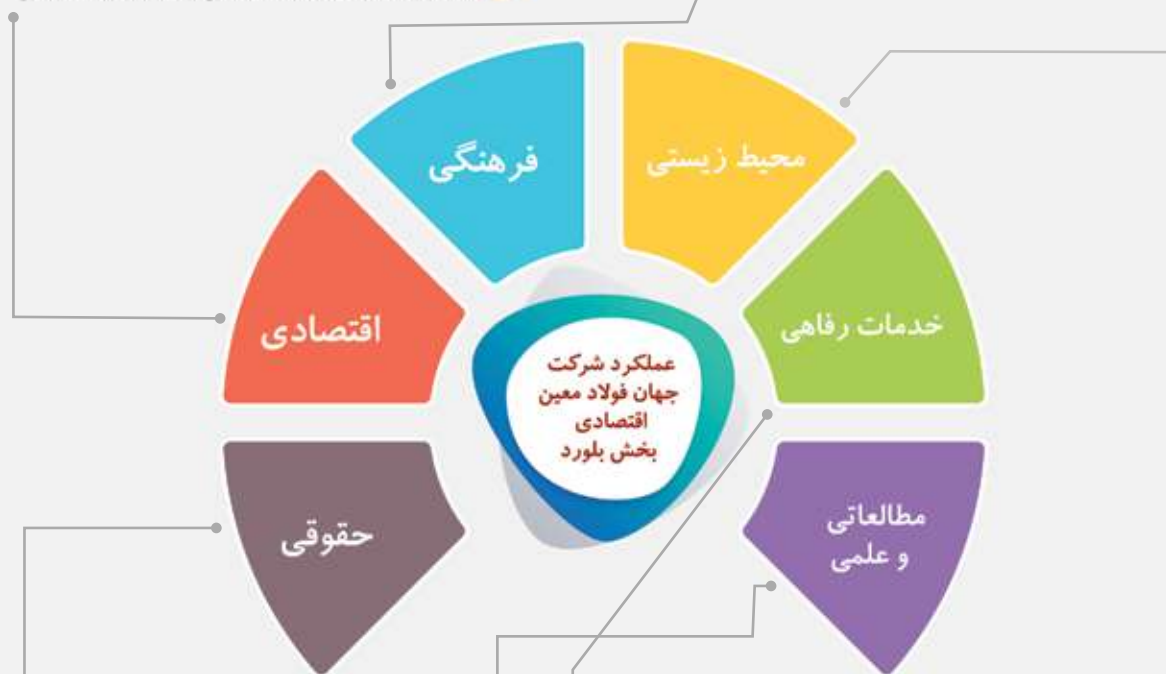 محیط زیستی
فرهنگی
خدمات رفاهی
اقتصادی
عملکرد شرکت
جهان فولاد معین
اقتصادی
بخش بلورد
مطالعاتی
و علمی
حقوقی